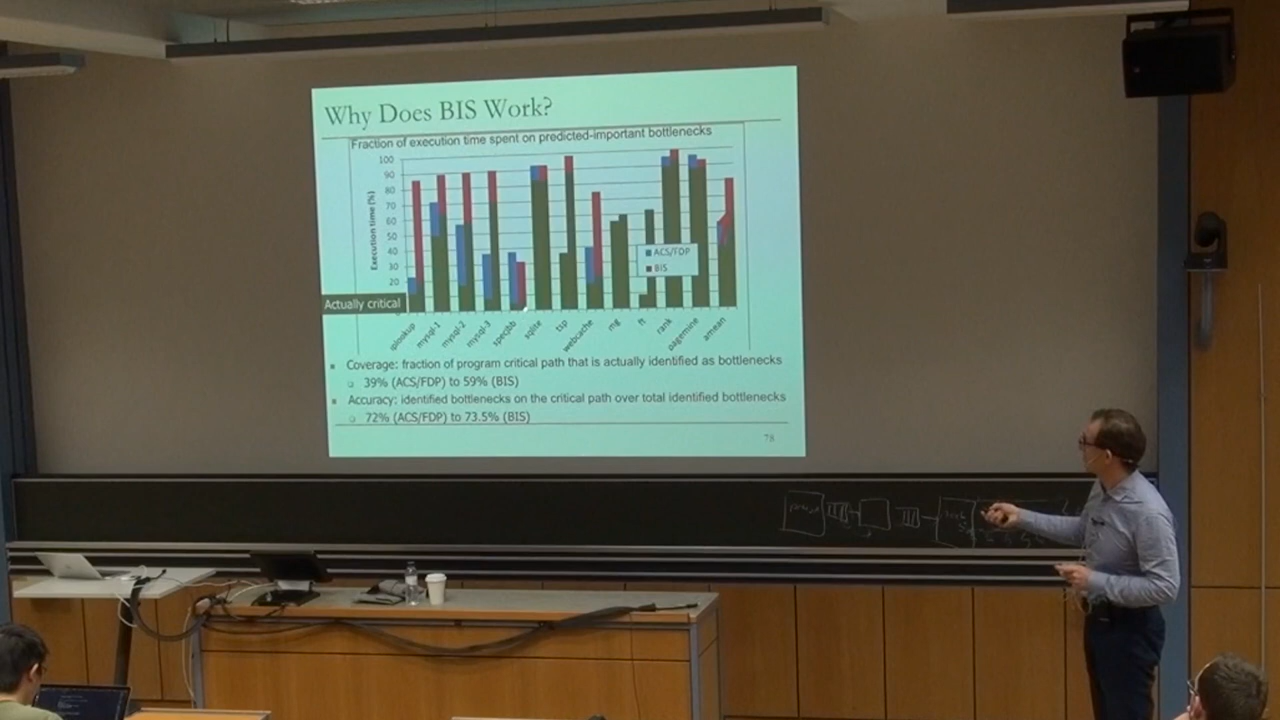 Why Does BIS Work?
Fraction of execution time spent on predicted-important bottlenecks
100
90
80
70
60
50
40
30
20
Execution time (%)
ACS/FDP
BIS
Actually critical
iplookup
mysql-1
mysql-2
mysql-3
specjbb
sqlite
tsp
webcache
mg
ft
rank
pagemine
amean
▪ Coverage: fraction of program critical path that is actually identified as bottlenecks
▫ 39% (ACS/FDP) to 59% (BIS)
▪ Accuracy: identified bottlenecks on the critical path over total identified bottlenecks
▫ 72% (ACS/FDP) to 73.5% (BIS)
78